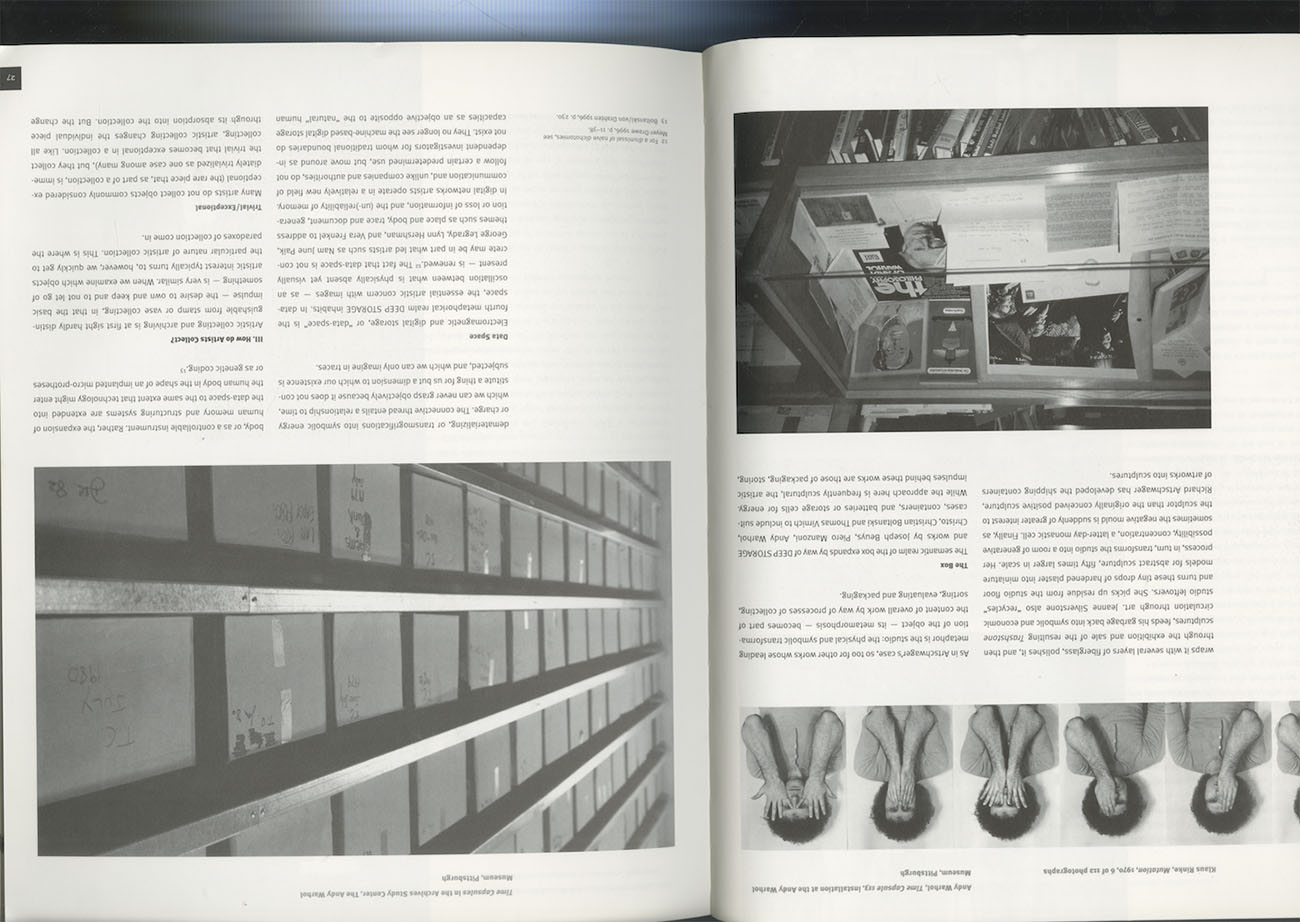 Klaus Rinke, Mutation, 1970, 6 of 112 photographs
Andy Warhol, Time Capsule Installation at the Andy Warhol
Museum, Pittsburgh
wraps it with several layers of fiberglass, polishes it, and then
through the exhibition and sale of the resulting Trashstone
sculptures, feeds his garbage back into symbolic and economic
circulation through art. Jeanne Silverstone also "recycles"
studio leftovers. She picks up residue from the studio floor
and turns these tiny drops of hardened plaster into miniature
models for abstract sculpture, fifty times larger in scale. Her
process, in turn, transforms the studio into a room of generative
possibility, concentration, a latter-day monastic cell. Finally, as
sometimes the negative mould is suddenly of greater interest to
the sculptor than the originally conceived positive sculpture,
Richard Artschwager has developed the shipping containers
of artworks into sculptures.
As in Artschwager's case, so too for other works whose leading
metaphor is the studio: the physical and symbolic transforma-
tion of the object — its metamorphosis — becomes part of
the content of overall work by way of processes of collecting,
sorting, evaluating and packaging.
The Box
The semantic realm of the box expands by way of DEEP STORAGE
and works by Joseph Beuys, Piero Manzoni, Andy Warhol,
Christo, Christian Boltanski and Thomas Virnich to include suit-
cases, containers, and batteries or storage cells for energy.
While the approach here is frequently sculptural, the artistic
impulses behind these works are those of packaging, storing,
the
PHILOSOPHY
OF ANDY
WARHOL
Time Capsules in the Archives Study Center, The Andy Warhol
Museum, Pittsburgh
TC
JULY
1980
Dec 82
dematerializing, or transmogrifications into symbolic energy
or charge. The connective thread entails a relationship to time,
which we can never grasp objectively because it does not con-
stitute a thing for us but a dimension to which our existence is
subjected, and which we can only imagine in traces.
Data Space
Electromagnetic and digital storage, or "data-space" is the
fourth metaphorical realm DEEP STORAGE inhabits. In data-
space, the essential artistic concern with images — as an
oscillation between what is physically absent yet visually
present — is renewed.12 The fact that data-space is not con-
crete may be in part what led artists such as Nam June Paik,
George Legrady, Lynn Hershman, and Vera Frenkel to address
themes such as place and body, trace and document, genera-
tion or loss of information, and the (un-)reliability of memory.
In digital networks artists operate in a relatively new field of
communication and, unlike companies and authorities, do not
follow a certain predetermined use, but move around as in-
dependent investigators for whom traditional boundaries do
not exist. They no longer see the machine-based digital storage
capacities as an objective opposite to the "natural" human
body, or as a controllable instrument. Rather, the expansion of
human memory and structuring systems are extended into
the data-space to the same extent that technology might enter
the human body in the shape of an implanted micro-protheses
or as genetic coding.13
III. How do Artists Collect?
Artistic collecting and archiving is at first sight hardly distin-
guishable from stamp or vase collecting, in that the basic
impulse — the desire to own and keep and to not let go of
something — is very similar. When we examine which objects
artistic interest typically turns to, however, we quickly get to
the particular nature of artistic collection. This is where the
paradoxes of collection come in.
Trivial/Exceptional
Many artists do not collect objects commonly considered ex-
ceptional (the rare piece that, as part of a collection, is imme-
diately trivialized as one case among many), but they collect
the trivial that becomes exceptional in a collection. Like all
collecting, artistic collecting changes the individual piece
through its absorption into the collection. But the change
12 For a dismissal of naive dichotomies, see
Meyer Drawe 1996, p. 11–38.
13 Boltanski/von Drahten 1996, p. 230.
27